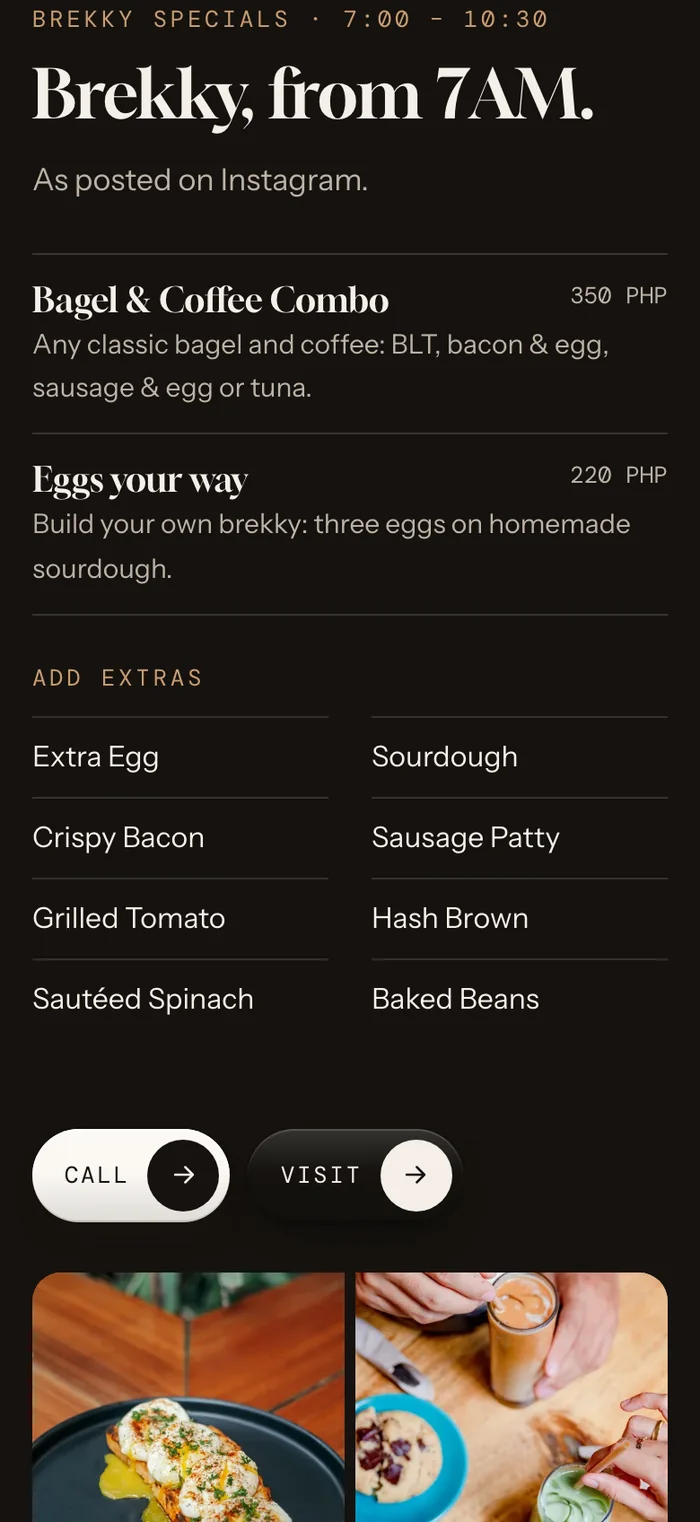 BREKKY SPECIALS · 7:00 – 10:30
Brekky, from 7AM.
As posted on Instagram.
Bagel & Coffee Combo 350 PHP
Any classic bagel and coffee: BLT, bacon & egg,
sausage & egg or tuna.
Eggs your way 220 PHP
Build your own brekky: three eggs on homemade
sourdough.
ADD EXTRAS
Extra Egg Sourdough
Crispy Bacon Sausage Patty
Grilled Tomato Hash Brown
Sautéed Spinach Baked Beans
CALL → VISIT →